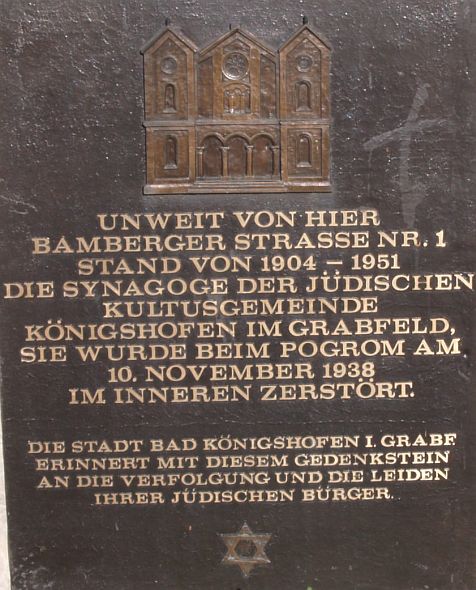 UNWEIT VON HIER
BAMBERGER STRASSE NR. 1
STAND VON 1904 – 1951
DIE SYNAGOGE DER JÜDISCHEN
KULTUSGEMEINDE
KÖNIGSHOFEN IM GRABFELD,
SIE WURDE BEIM POGROM AM
10. NOVEMBER 1938
IM INNEREN ZERSTÖRT.
DIE STADT BAD KÖNIGSHOFEN I. GRABF
ERINNERT MIT DIESEM GEDENKSTEIN
AN DIE VERFOLGUNG UND DIE LEIDEN
IHRER JÜDISCHEN BÜRGER.